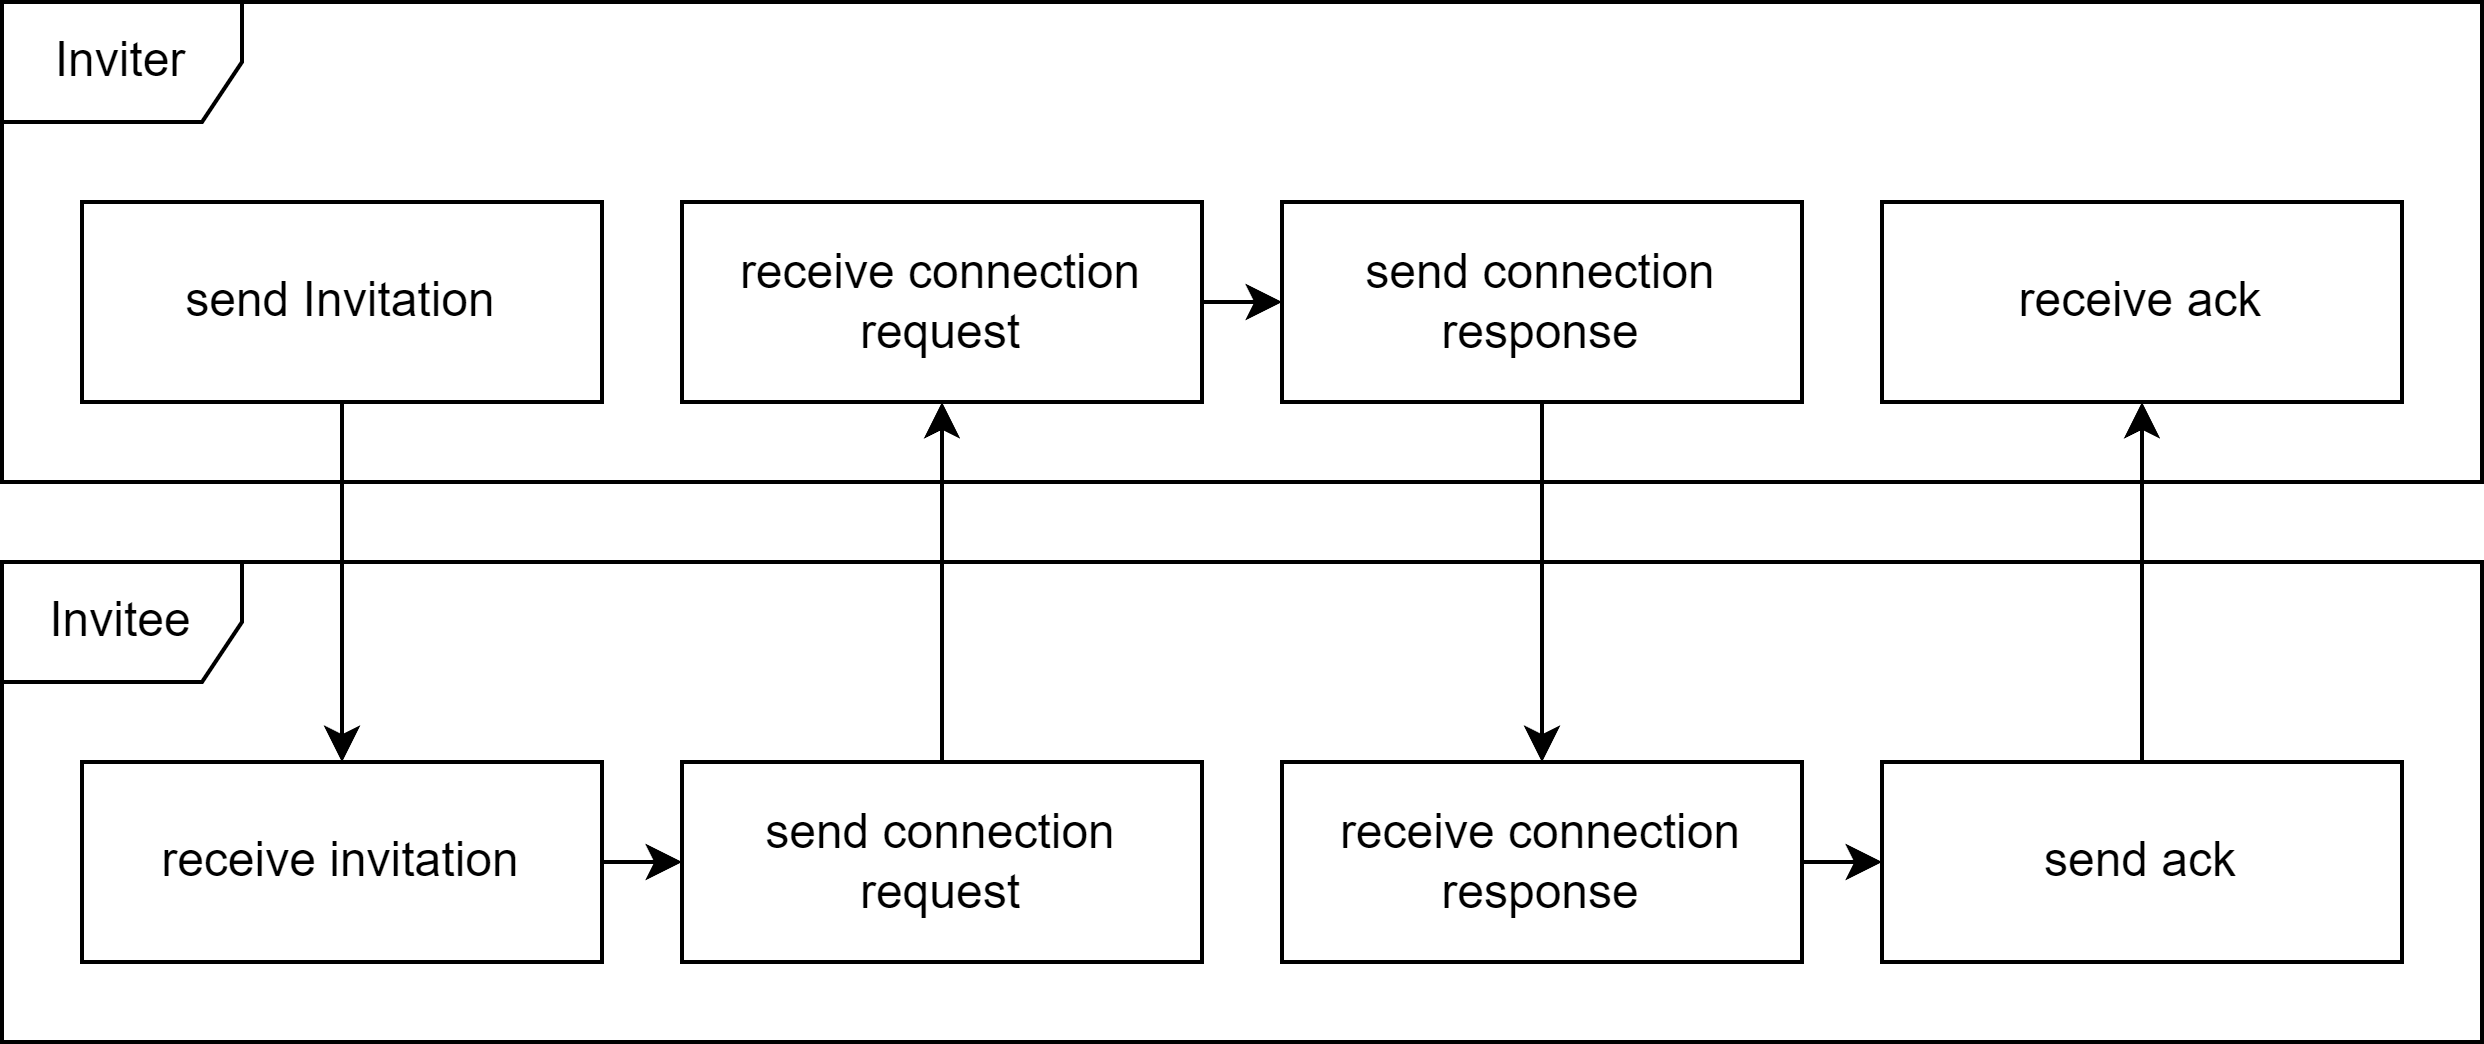 Inviter
send Invitation
receive connection
request
send connection
response
receive ack
Invitee
receive invitation
send connection
request
receive connection
response
send ack